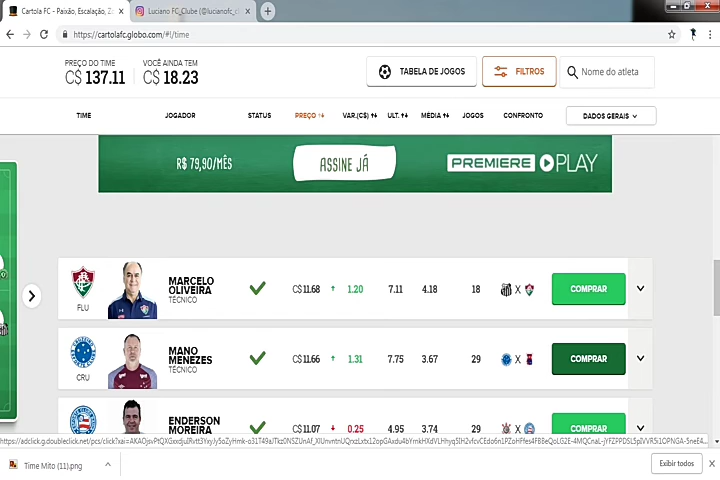 Cartola FC - Paixão, Escalação, Z
Luciano FC_Clube (@lucianofc_c
https://cartolafc.globo.com/#!/time
PREÇO DO TIME
C$ 137.11
VOCÊ AINDA TEM
C$ 18.23
TABELA DE JOGOS
FILTROS
Nome do atleta
TIME JOGADOR STATUS PREÇO VAR.(C$) ULT. MÉDIA JOGOS CONFRONTO DADOS GERAIS
R$ 79,90/MÊS ASSINE JÁ PREMIERE PLAY
FLU MARCELO OLIVEIRA TÉCNICO C$ 11.68 1.20 7.11 4.18 18 X COMPRAR
CRU MANO MENEZES TÉCNICO C$ 11.66 1.31 7.75 3.67 29 X COMPRAR
ENDERSON MOREIRA C$ 11.07 0.25 4.95 3.74 29 X COMPRAR
Time Mito (11).png
Exibir todos